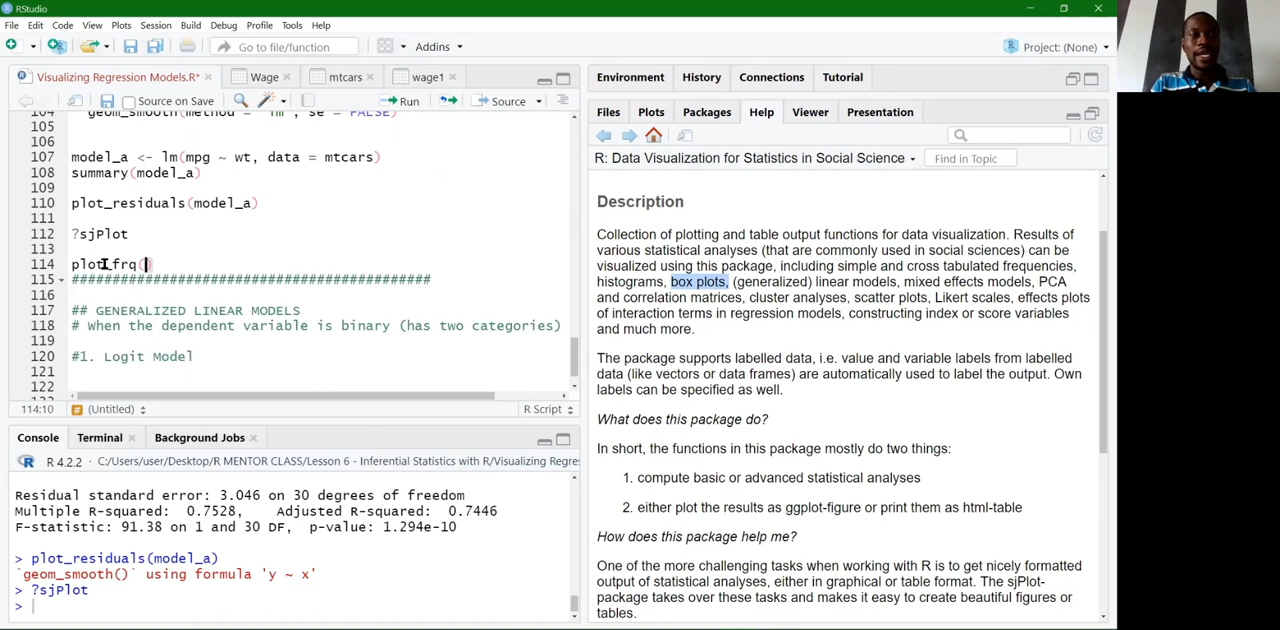 RStudio
File Edit Code View Plots Session Build Debug Profile Tools Help
Go to file/function Addins Project: (None)
Visualizing Regression Models.R* Wage mtcars wage1
Source on Save Run Source
104 geom_smooth(method = "lm", se = FALSE)
105
106
107 model_a <- lm(mpg ~ wt, data = mtcars)
108 summary(model_a)
109
110 plot_residuals(model_a)
111
112 ?sjPlot
113
114 plot_frq()
115 ############################################
116
117 ## GENERALIZED LINEAR MODELS
118 # When the dependent variable is binary (has two categories)
119
120 #1. Logit Model
121
122
114:10 (Untitled) R Script
Console Terminal Background Jobs
R 4.2.2 · C:/Users/user/Desktop/R MENTOR CLASS/Lesson 6 - Inferential Statistics with R/Visualizing Regre
Residual standard error: 3.046 on 30 degrees of freedom
Multiple R-squared: 0.7528, Adjusted R-squared: 0.7446
F-statistic: 91.38 on 1 and 30 DF, p-value: 1.294e-10
> plot_residuals(model_a)
`geom_smooth()` using formula 'y ~ x'
> ?sjPlot
>
Environment History Connections Tutorial
Files Plots Packages Help Viewer Presentation
R: Data Visualization for Statistics in Social Science Find in Topic
Description
Collection of plotting and table output functions for data visualization. Results of
various statistical analyses (that are commonly used in social sciences) can be
visualized using this package, including simple and cross tabulated frequencies,
histograms, box plots, (generalized) linear models, mixed effects models, PCA
and correlation matrices, cluster analyses, scatter plots, Likert scales, effects plots
of interaction terms in regression models, constructing index or score variables
and much more.
The package supports labelled data, i.e. value and variable labels from labelled
data (like vectors or data frames) are automatically used to label the output. Own
labels can be specified as well.
What does this package do?
In short, the functions in this package mostly do two things:
1. compute basic or advanced statistical analyses
2. either plot the results as ggplot-figure or print them as html-table
How does this package help me?
One of the more challenging tasks when working with R is to get nicely formatted
output of statistical analyses, either in graphical or table format. The sjPlot-
package takes over these tasks and makes it easy to create beautiful figures or
tables.